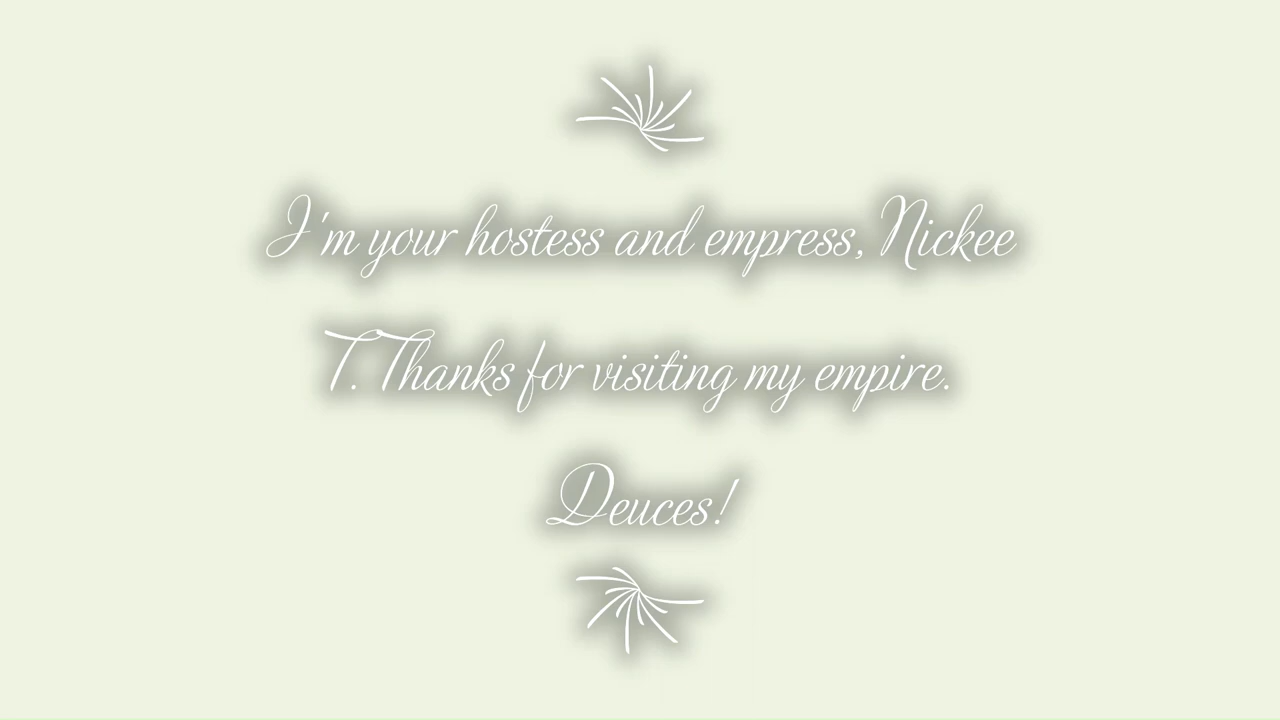 I'm your hostess and empress, Nickee
T. Thanks for visiting my empire.
Deuces!